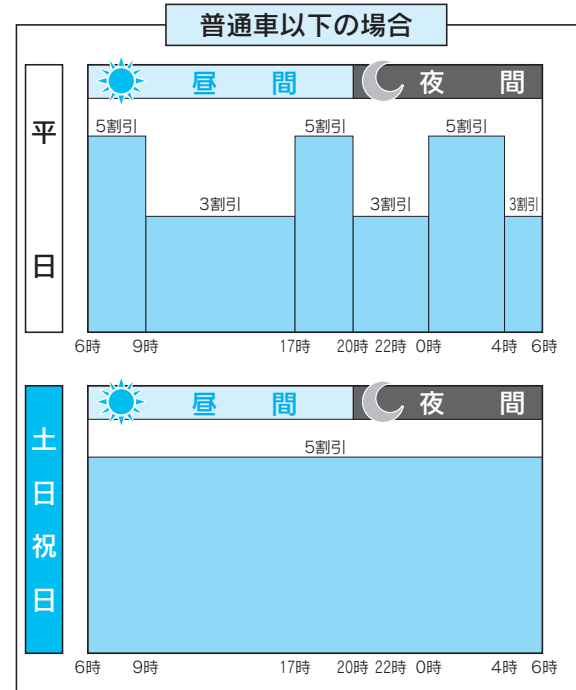 普通車以下の場合
平日
昼間
夜間
5割引
3割引
5割引
3割引
5割引
3割引
6時 9時 17時 20時 22時 0時 4時 6時
土日祝日
昼間
夜間
5割引
6時 9時 17時 20時 22時 0時 4時 6時